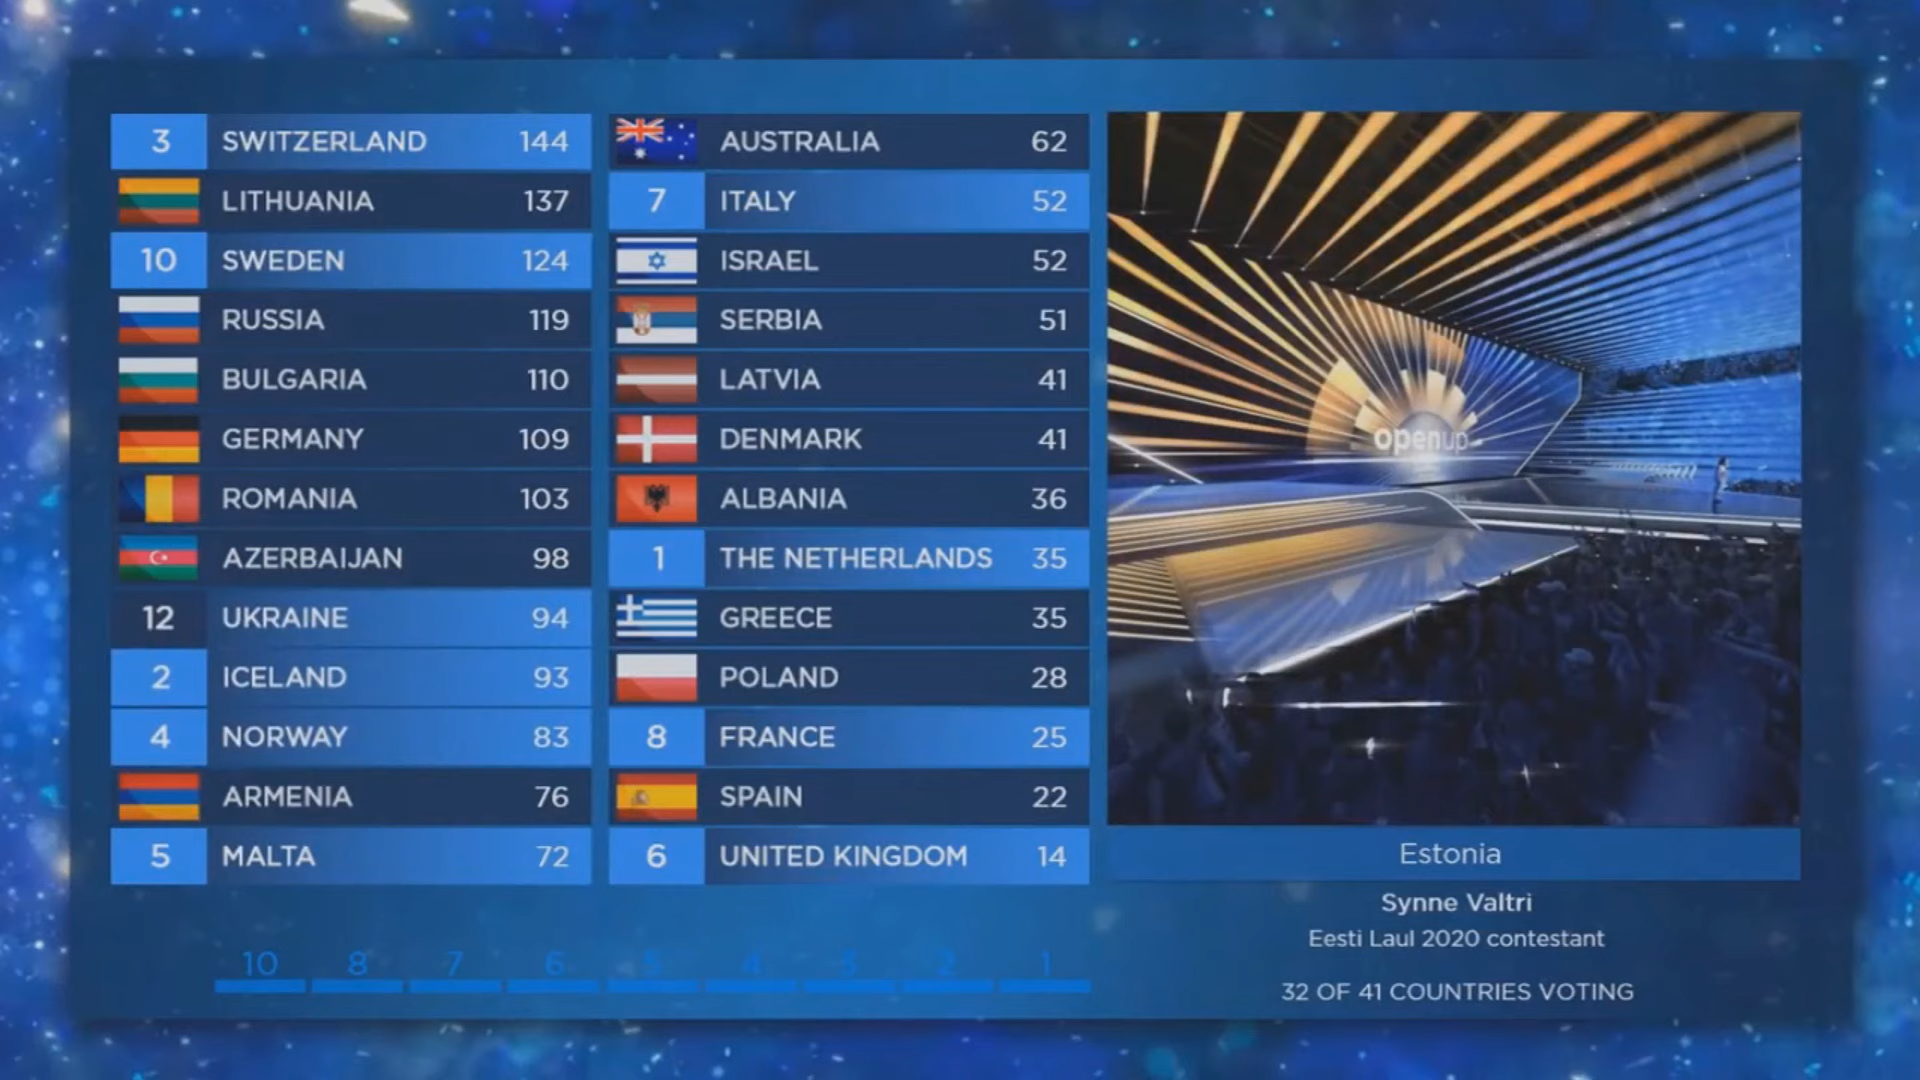 3 SWITZERLAND 144
LITHUANIA 137
10 SWEDEN 124
RUSSIA 119
BULGARIA 110
GERMANY 109
ROMANIA 103
AZERBAIJAN 98
12 UKRAINE 94
2 ICELAND 93
4 NORWAY 83
ARMENIA 76
5 MALTA 72
AUSTRALIA 62
7 ITALY 52
ISRAEL 52
SERBIA 51
LATVIA 41
DENMARK 41
ALBANIA 36
1 THE NETHERLANDS 35
GREECE 35
POLAND 28
8 FRANCE 25
SPAIN 22
6 UNITED KINGDOM 14
10 8 7 6 5 4 3 2 1
openup
Estonia
Synne Valtri
Eesti Laul 2020 contestant
32 OF 41 COUNTRIES VOTING